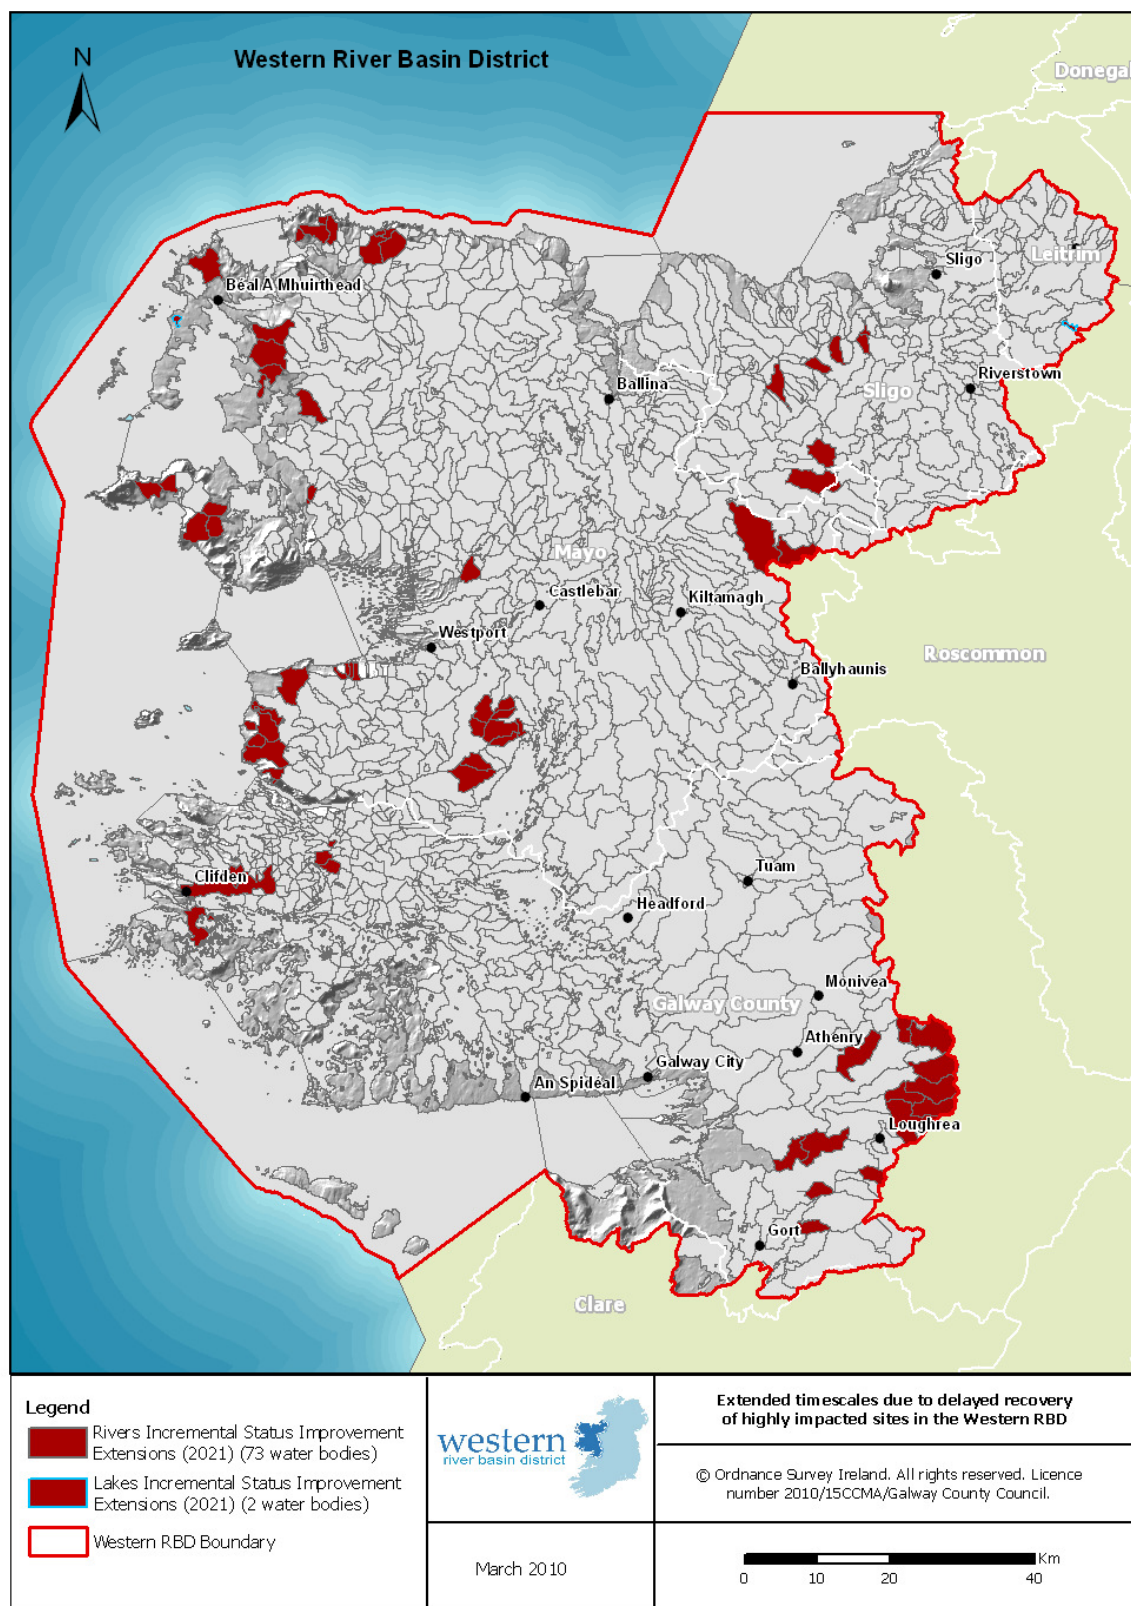 Western River Basin District
N
Donegal
Leitrim
Sligo
Béal A Mhuirthead
Riverstown
Ballina
Sligo
Mayo
Castlebar
Kiltamagh
Westport
Roscommon
Ballyhaunis
Tuam
Clifden
Headford
Monivea
Galway County
Athenry
Galway City
An Spidéal
Loughrea
Gort
Clare
Legend
Rivers Incremental Status Improvement
Extensions (2021) (73 water bodies)
Lakes Incremental Status Improvement
Extensions (2021) (2 water bodies)
Western RBD Boundary
western
river basin district
March 2010
Extended timescales due to delayed recovery
of highly impacted sites in the Western RBD
© Ordnance Survey Ireland. All rights reserved. Licence
number 2010/15CCMA/Galway County Council.
Km
0 10 20 40